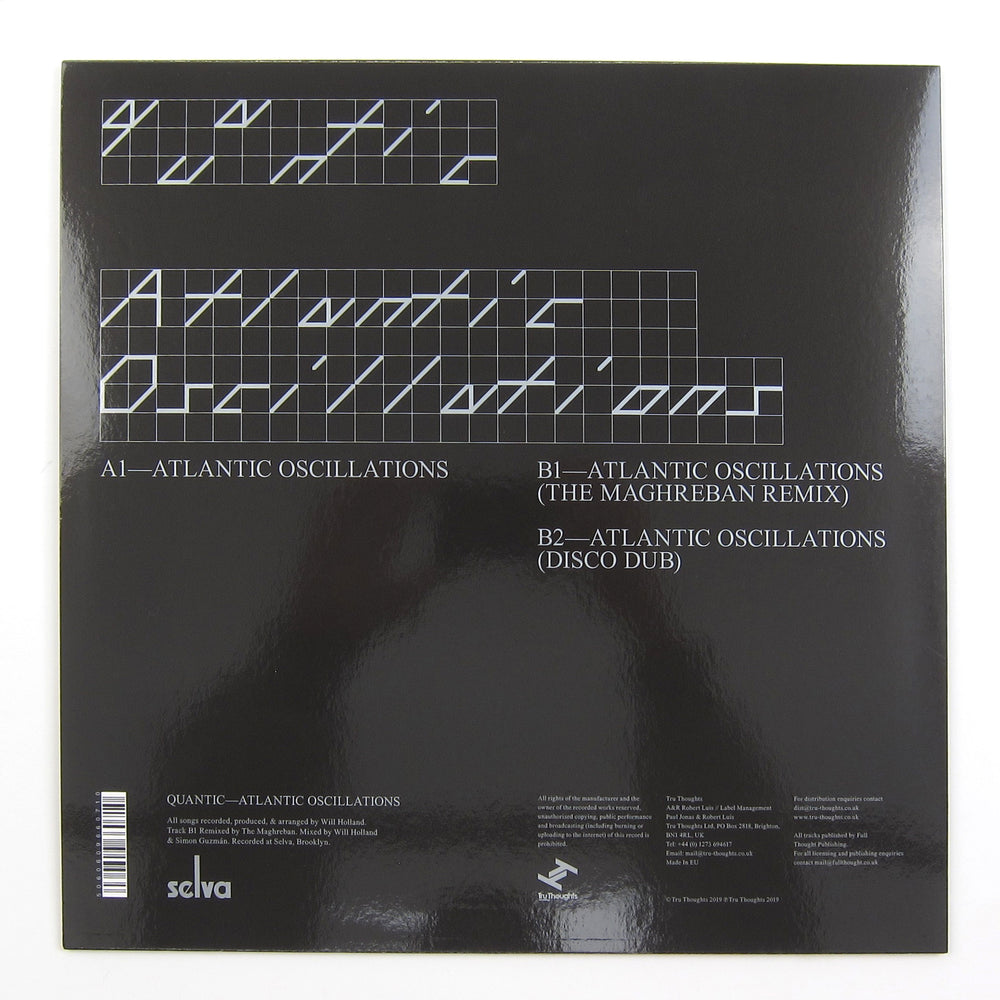 Quantic
Atlantic
Oscillations
A1—ATLANTIC OSCILLATIONS
B1—ATLANTIC OSCILLATIONS
(THE MAGHREBAN REMIX)
B2—ATLANTIC OSCILLATIONS
(DISCO DUB)
QUANTIC—ATLANTIC OSCILLATIONS
All songs recorded, produced, & arranged by Will Holland.
Track B1 Remixed by The Maghreban. Mixed by Will Holland
& Simon Guzmán. Recorded at Selva, Brooklyn.
selva
All rights of the manufacturer and the
owner of the recorded works reserved,
unauthorised copying, public performance
and broadcasting (including burning or
uploading to the internet) of this record is
prohibited.
Tru Thoughts
Tru Thoughts
A&R Robert Luis // Label Management
Paul Jonas & Robert Luis
Tru Thoughts Ltd, PO Box 2818, Brighton.
BN1 4RL, UK
Tel: +44 (0) 1273 694617
Email: mail@tru-thoughts.co.uk
Made in EU
© Tru Thoughts 2019 ℗ Tru Thoughts 2019
For distribution enquiries contact
dist@tru-thoughts.co.uk
www.tru-thoughts.co.uk
All tracks published by Full
Thought Publishing.
For all licensing and publishing enquiries
contact mail@fullthought.co.uk